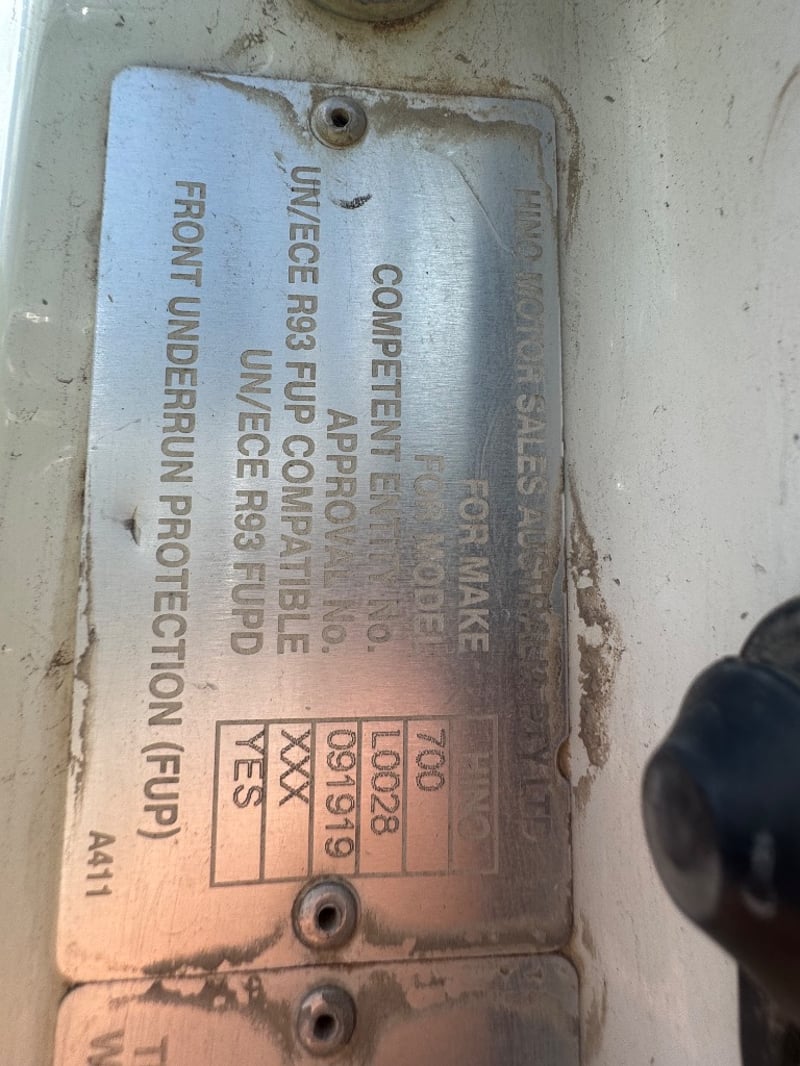 HINO MOTOR SALES AUSTRALIA PTY LTD
FOR MAKE HINO
FOR MODEL 700
COMPETENT ENTITY No. L0028
APPROVAL No. 091919
UN/ECE R93 FUP COMPATIBLE XXX
UN/ECE R93 FUPD YES
FRONT UNDERRUN PROTECTION (FUP)
A411